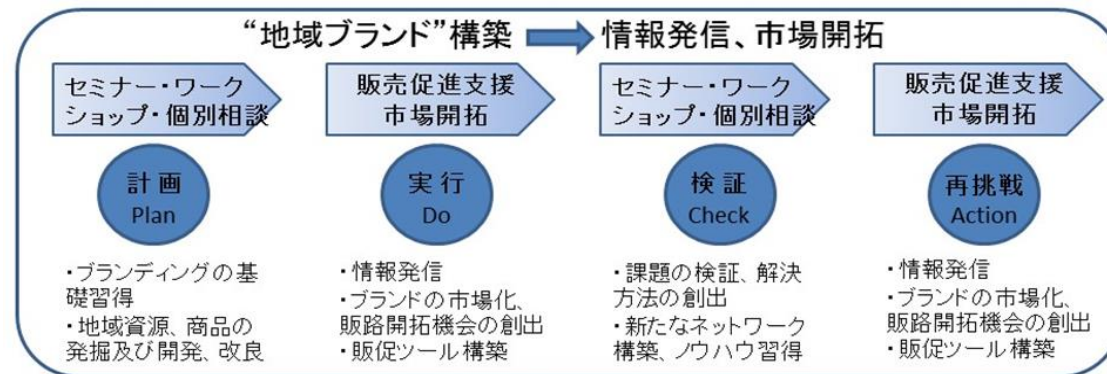 “地域ブランド”構築 情報発信、市場開拓
セミナー・ワーク
ショップ・個別相談
計画
Plan
・ブランディングの基
礎習得
・地域資源、商品の
発掘及び開発、改良
販売促進支援
市場開拓
実行
Do
・情報発信
・ブランドの市場化、
販路開拓機会の創出
・販促ツール構築
セミナー・ワーク
ショップ・個別相談
検証
Check
・課題の検証、解決
方法の創出
・新たなネットワーク
構築、ノウハウ習得
販売促進支援
市場開拓
再挑戦
Action
・情報発信
・ブランドの市場化、
販路開拓機会の創出
・販促ツール構築